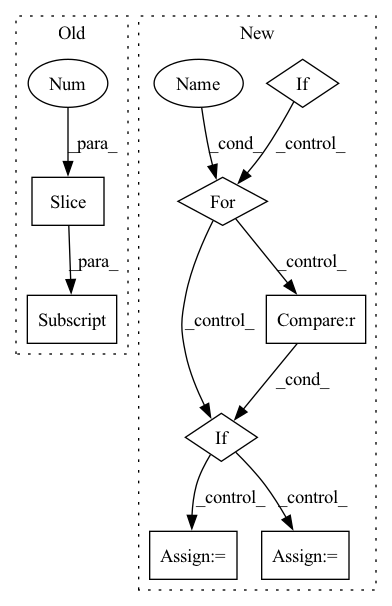 Old
New
Num
Name
If
_para_
_cond_
_control_
Slice
For
_para_
_control_
Subscript
_control_
Compare:r
_cond_
If
_control_
_control_
Assign:=
Assign:=